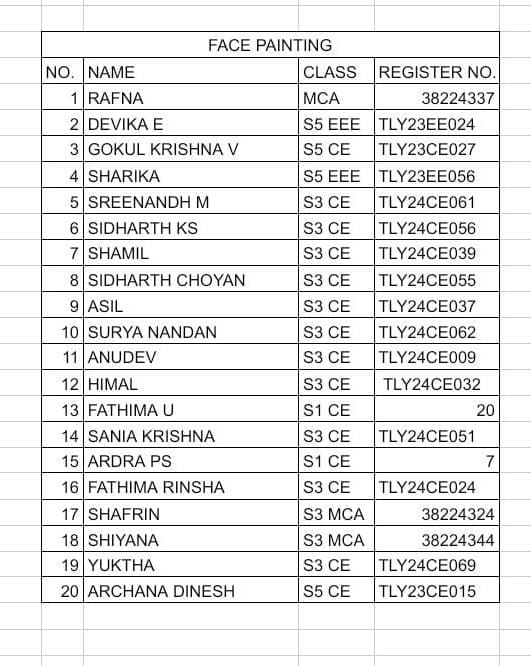 FACE PAINTING
NO. NAME CLASS REGISTER NO.
1 RAFNA MCA 38224337
2 DEVIKA E S5 EEE TLY23EE024
3 GOKUL KRISHNA V S5 CE TLY23CE027
4 SHARIKA S5 EEE TLY23EE056
5 SREENANDH M S3 CE TLY24CE061
6 SIDHARTH KS S3 CE TLY24CE056
7 SHAMIL S3 CE TLY24CE039
8 SIDHARTH CHOYAN S3 CE TLY24CE055
9 ASIL S3 CE TLY24CE037
10 SURYA NANDAN S3 CE TLY24CE062
11 ANUDEV S3 CE TLY24CE009
12 HIMAL S3 CE TLY24CE032
13 FATHIMA U S1 CE 20
14 SANIA KRISHNA S3 CE TLY24CE051
15 ARDRA PS S1 CE 7
16 FATHIMA RINSHA S3 CE TLY24CE024
17 SHAFRIN S3 MCA 38224324
18 SHIYANA S3 MCA 38224344
19 YUKTHA S3 CE TLY24CE069
20 ARCHANA DINESH S5 CE TLY23CE015